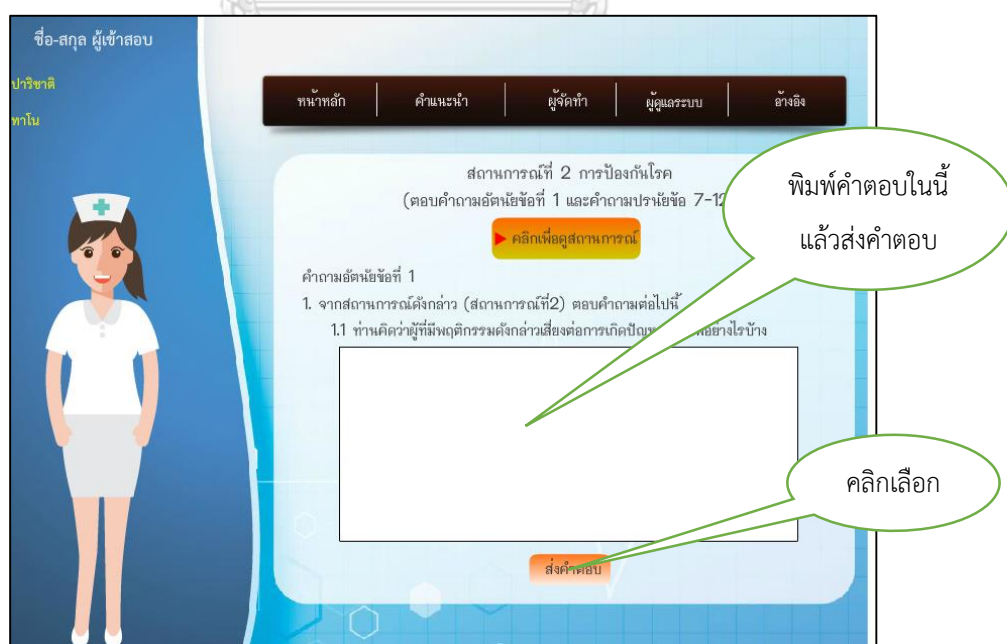 ชื่อ-สกุล ผู้เข้าสอบ
ปาริชาติ
ทาโน
หน้าหลัก
คำแนะนำ
ผู้จัดทำ
ผู้ดูแลระบบ
อ้างอิง
สถานการณ์ที่ 2 การป้องกันโรค
(ตอบคำถามอัตนัยข้อที่ 1 และคำถามปรนัยข้อ 7-12
คลิกเพื่อดูสถานการณ์
คำถามอัตนัยข้อที่ 1
1. จากสถานการณ์ดังกล่าว (สถานการณ์ที่2) ตอบคำถามต่อไปนี้
1.1 ท่านคิดว่าผู้ที่มีพฤติกรรมดังกล่าวเสี่ยงต่อการเกิดปัญหา อย่างไรบ้าง
ส่งคำตอบ
พิมพ์คำตอบในนี้
แล้วส่งคำตอบ
คลิกเลือก